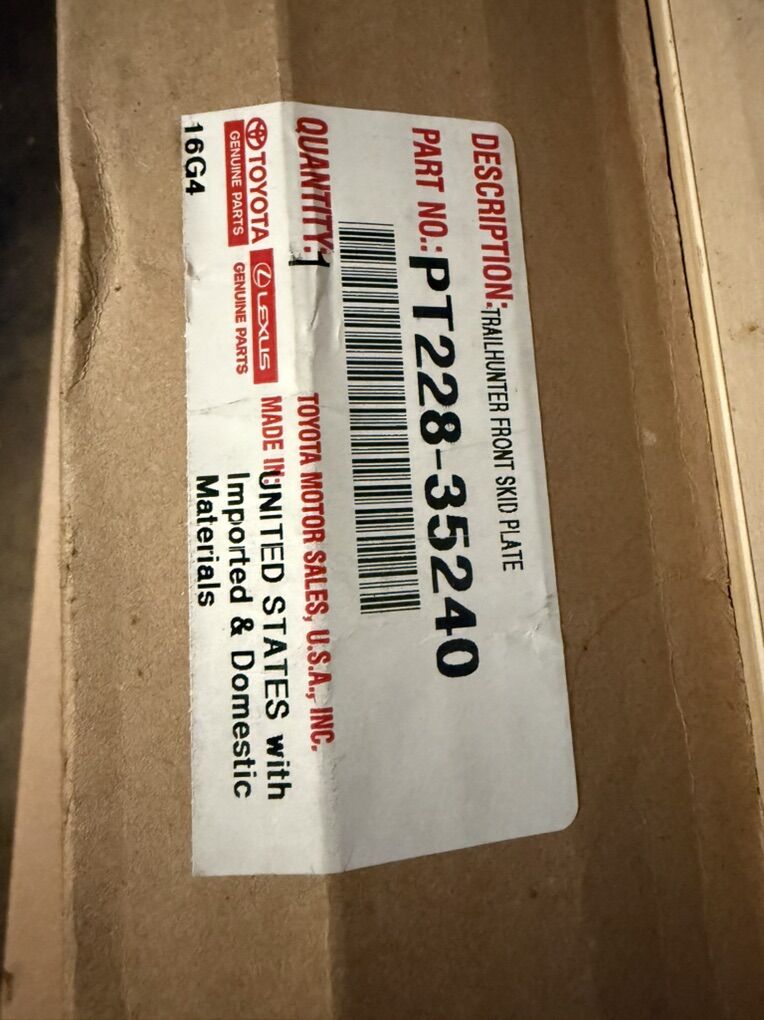 DESCRIPTION: TRAILHUNTER FRONT SKID PLATE
PART NO.: PT228-35240
QUANTITY: 1
TOYOTA MOTOR SALES, U.S.A., INC.
TOYOTA
GENUINE PARTS
LEXUS
GENUINE PARTS
MADE IN: UNITED STATES with
Imported & Domestic
Materials
16G4